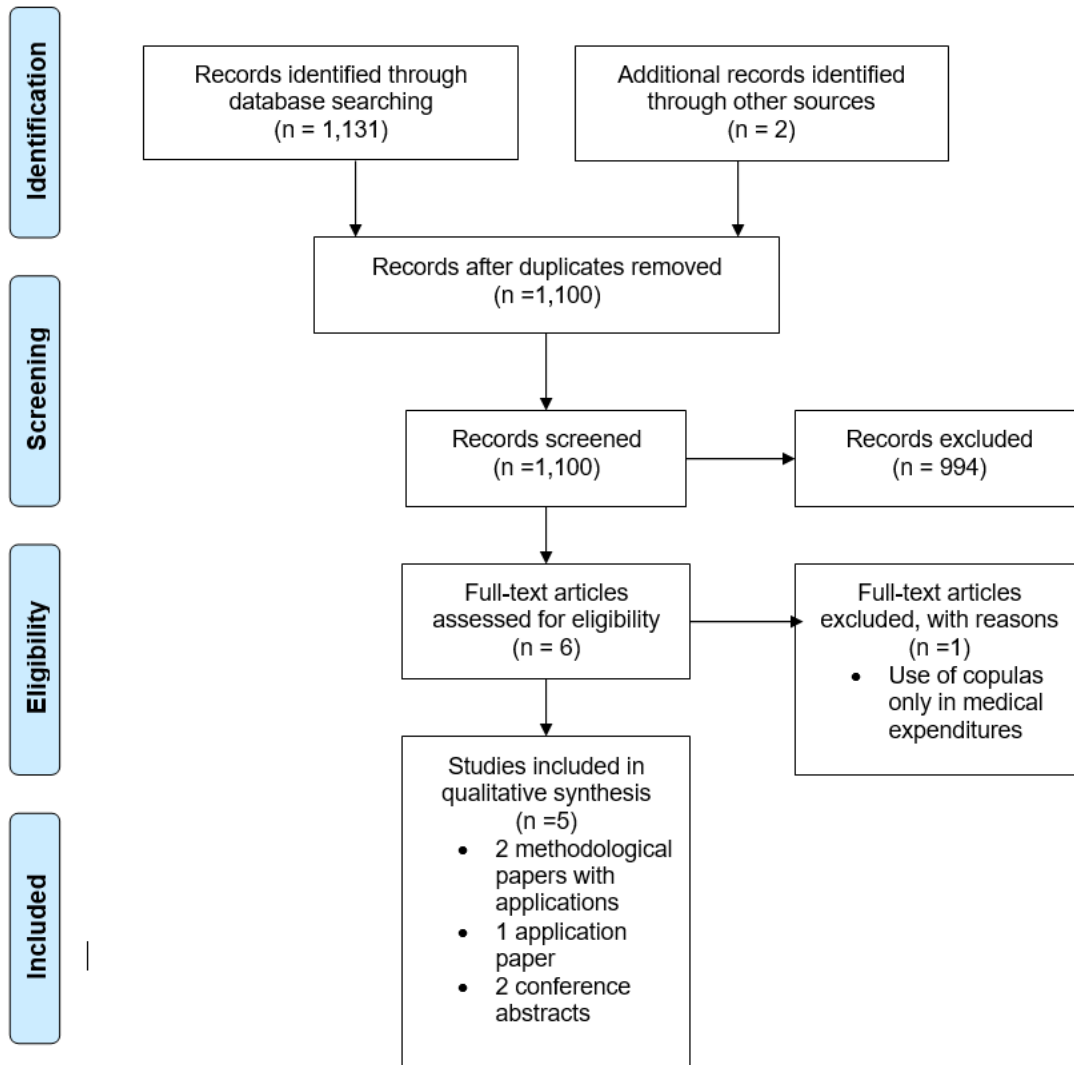 Identification
Records identified through
database searching
(n = 1,131)
Additional records identified
through other sources
(n = 2)
Records after duplicates removed
(n =1,100)
Screening
Records screened
(n =1,100)
Records excluded
(n = 994)
Eligibility
Full-text articles
assessed for eligibility
(n = 6)
Full-text articles
excluded, with reasons
(n =1)
• Use of copulas
only in medical
expenditures
Included
Studies included in
qualitative synthesis
(n =5)
• 2 methodological
papers with
applications
• 1 application
paper
• 2 conference
abstracts